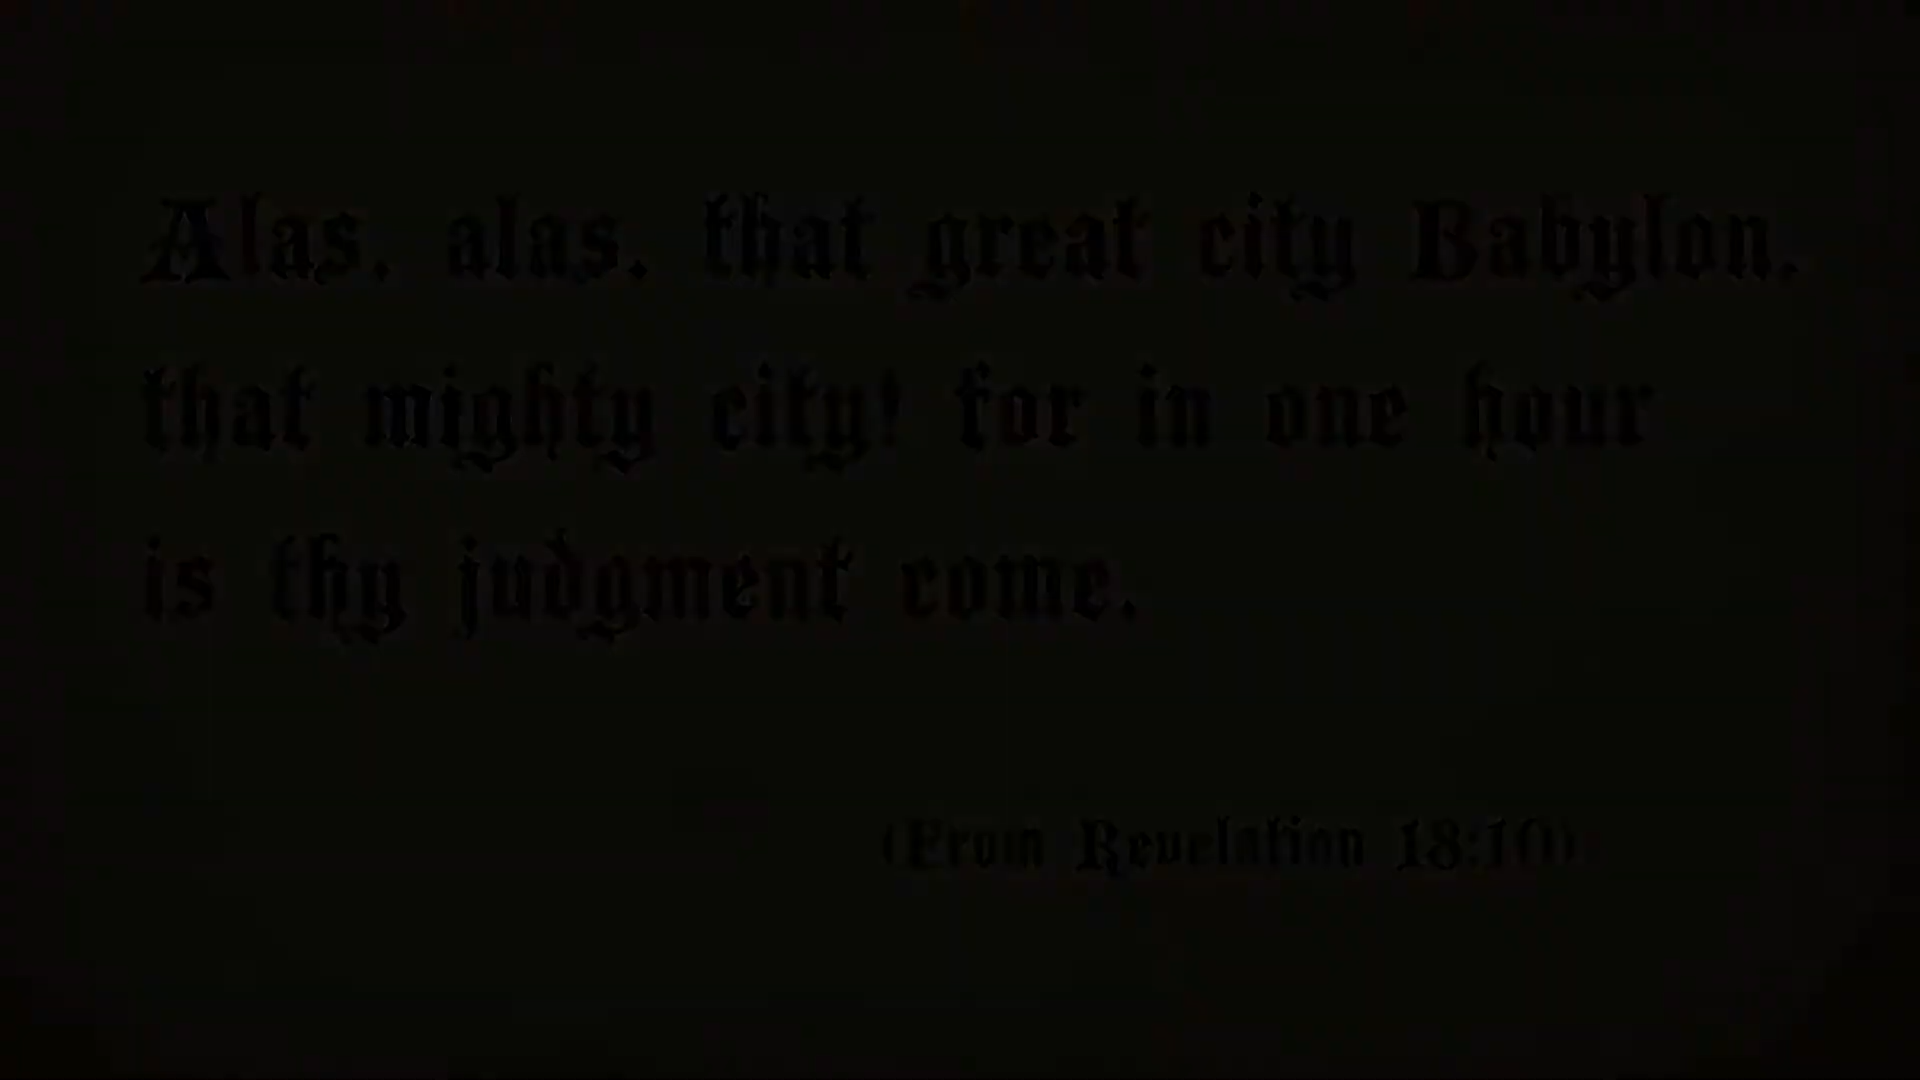 Alas, alas, that great city Babylon,
that mighty city! for in one hour
is thy judgment come.
(From Revelation 18:10)